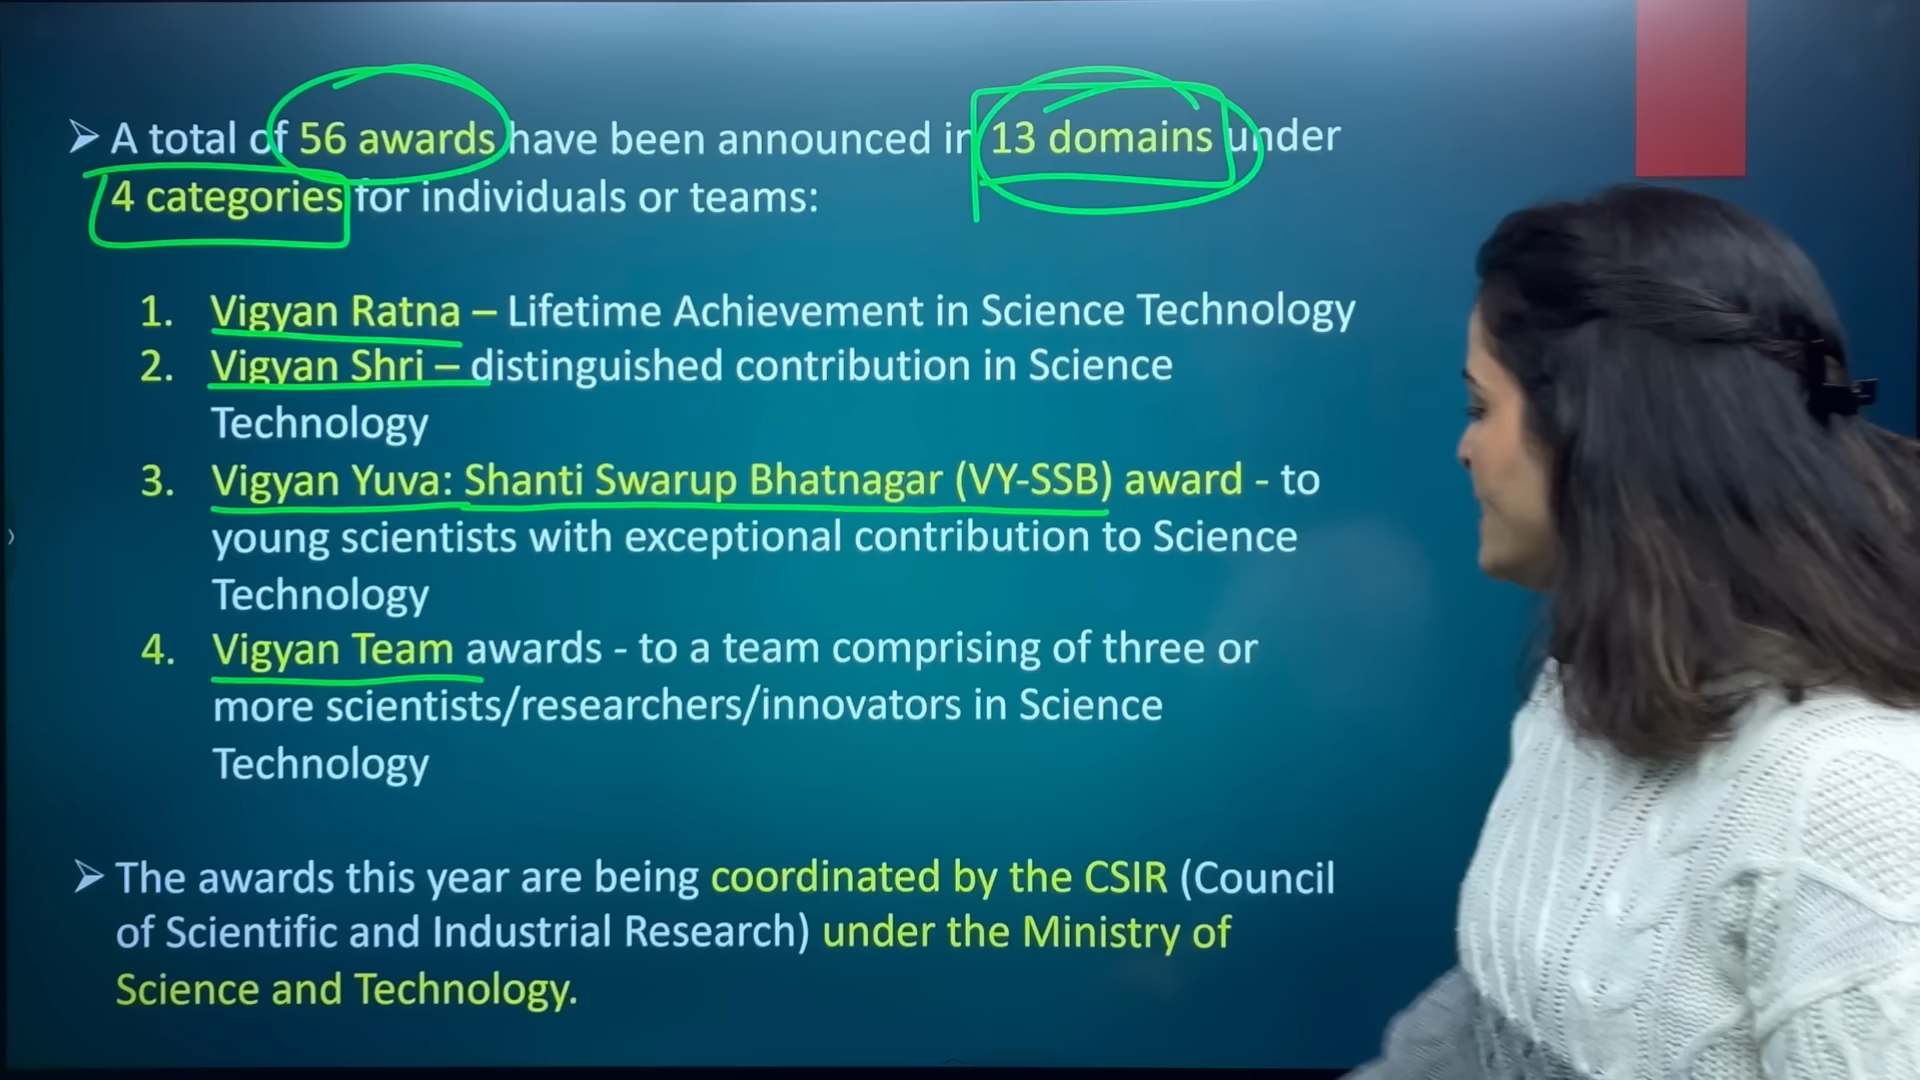 ➢ A total of 56 awards have been announced in 13 domains under
4 categories for individuals or teams:
1. Vigyan Ratna – Lifetime Achievement in Science Technology
2. Vigyan Shri – distinguished contribution in Science
Technology
3. Vigyan Yuva: Shanti Swarup Bhatnagar (VY-SSB) award - to
young scientists with exceptional contribution to Science
Technology
4. Vigyan Team awards - to a team comprising of three or
more scientists/researchers/innovators in Science
Technology
➢ The awards this year are being coordinated by the CSIR (Council
of Scientific and Industrial Research) under the Ministry of
Science and Technology.